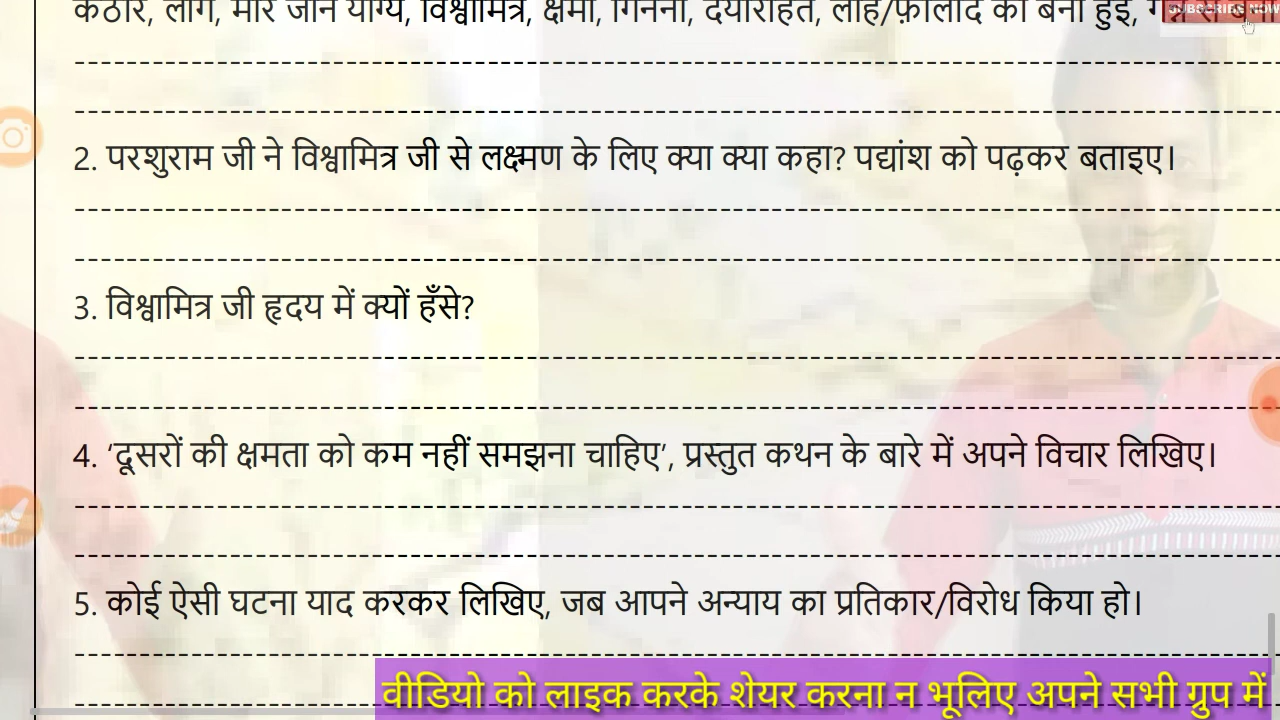 कठोर, लोग, मारे जाने योग्य, विश्वामित्र, क्षमा, गिनना, दयारहित, लोहे/फ़ौलाद की बनी हुई,
SUBSCRIBE NOW
2. परशुराम जी ने विश्वामित्र जी से लक्ष्मण के लिए क्या क्या कहा? पद्यांश को पढ़कर बताइए।
3. विश्वामित्र जी हृदय में क्यों हँसे?
4. ‘दूसरों की क्षमता को कम नहीं समझना चाहिए’, प्रस्तुत कथन के बारे में अपने विचार लिखिए।
5. कोई ऐसी घटना याद करकर लिखिए, जब आपने अन्याय का प्रतिकार/विरोध किया हो।
वीडियो को लाइक करके शेयर करना न भूलिए अपने सभी ग्रुप में